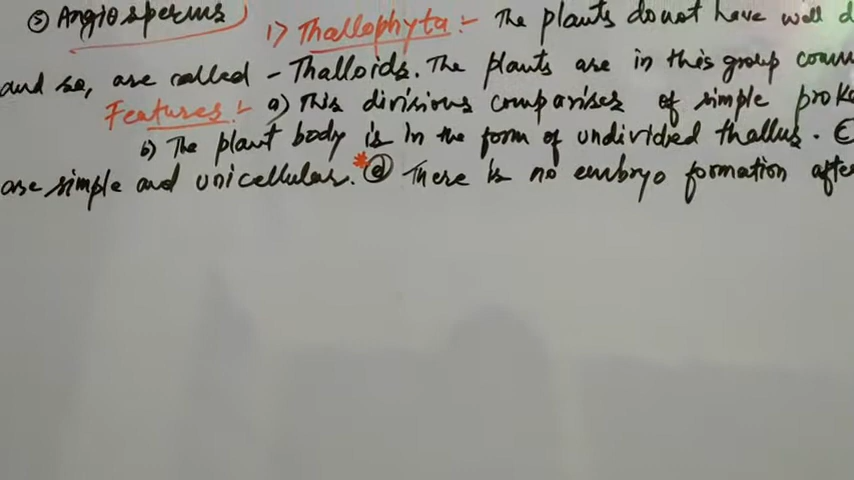 ⑤ Angiosperms 1) Thallophyta :- The plants do not have well d
and so, are called - Thalloids. The plants are in this group comm
Features :- a) This divisions comparises of simple proka
b) The plant body is in the form of undivided thallus. C
are simple and unicellular. *ⓓ There is no embryo formation after